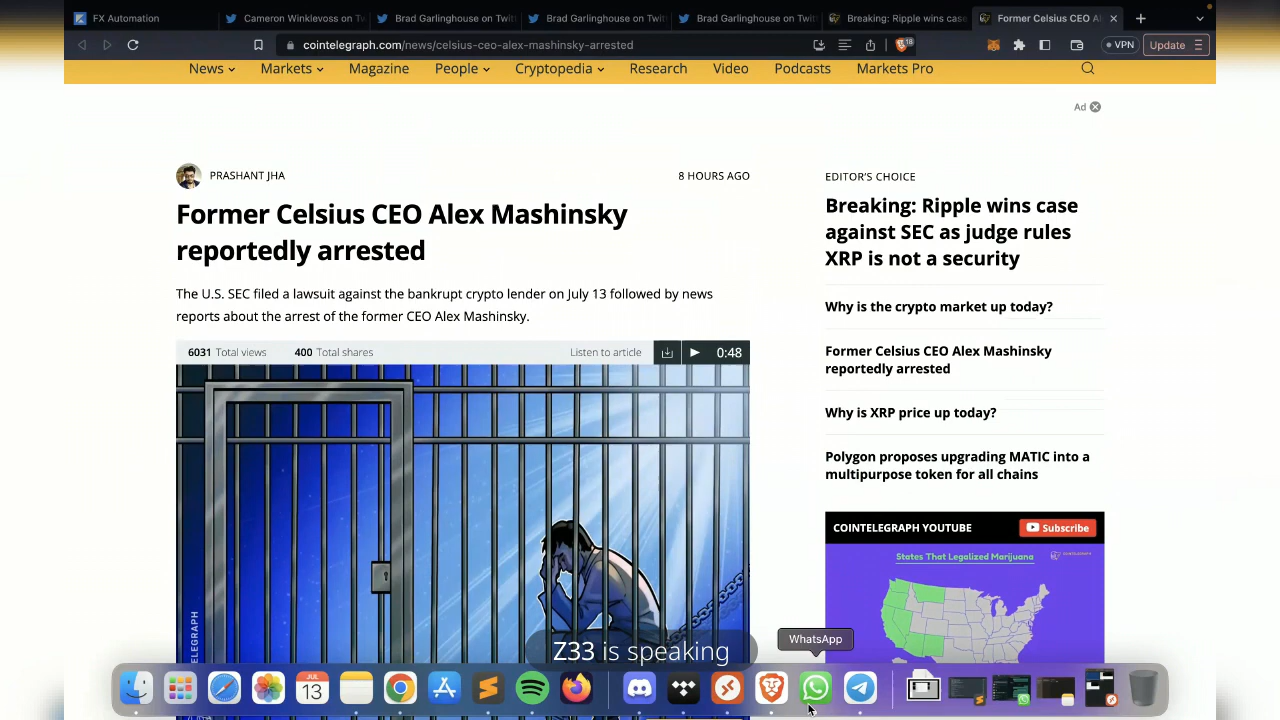 FX Automation
Cameron Winklevoss on Tw
Brad Garlinghouse on Twit
Brad Garlinghouse on Twit
Brad Garlinghouse on Twit
Breaking: Ripple wins case
Former Celsius CEO Al
cointelegraph.com/news/celsius-ceo-alex-mashinsky-arrested
18
VPN
Update
News
Markets
Magazine
People
Cryptopedia
Research
Video
Podcasts
Markets Pro
Ad
PRASHANT JHA
8 HOURS AGO
Former Celsius CEO Alex Mashinsky
reportedly arrested
The U.S. SEC filed a lawsuit against the bankrupt crypto lender on July 13 followed by news
reports about the arrest of the former CEO Alex Mashinsky.
6031 Total views
400 Total shares
Listen to article
0:48
EDITOR'S CHOICE
Breaking: Ripple wins case
against SEC as judge rules
XRP is not a security
Why is the crypto market up today?
Former Celsius CEO Alex Mashinsky
reportedly arrested
Why is XRP price up today?
Polygon proposes upgrading MATIC into a
multipurpose token for all chains
COINTELEGRAPH YOUTUBE
Subscribe
States That Legalized Marijuana
ELEGRAPH
Z33 is speaking
WhatsApp
JUL
13